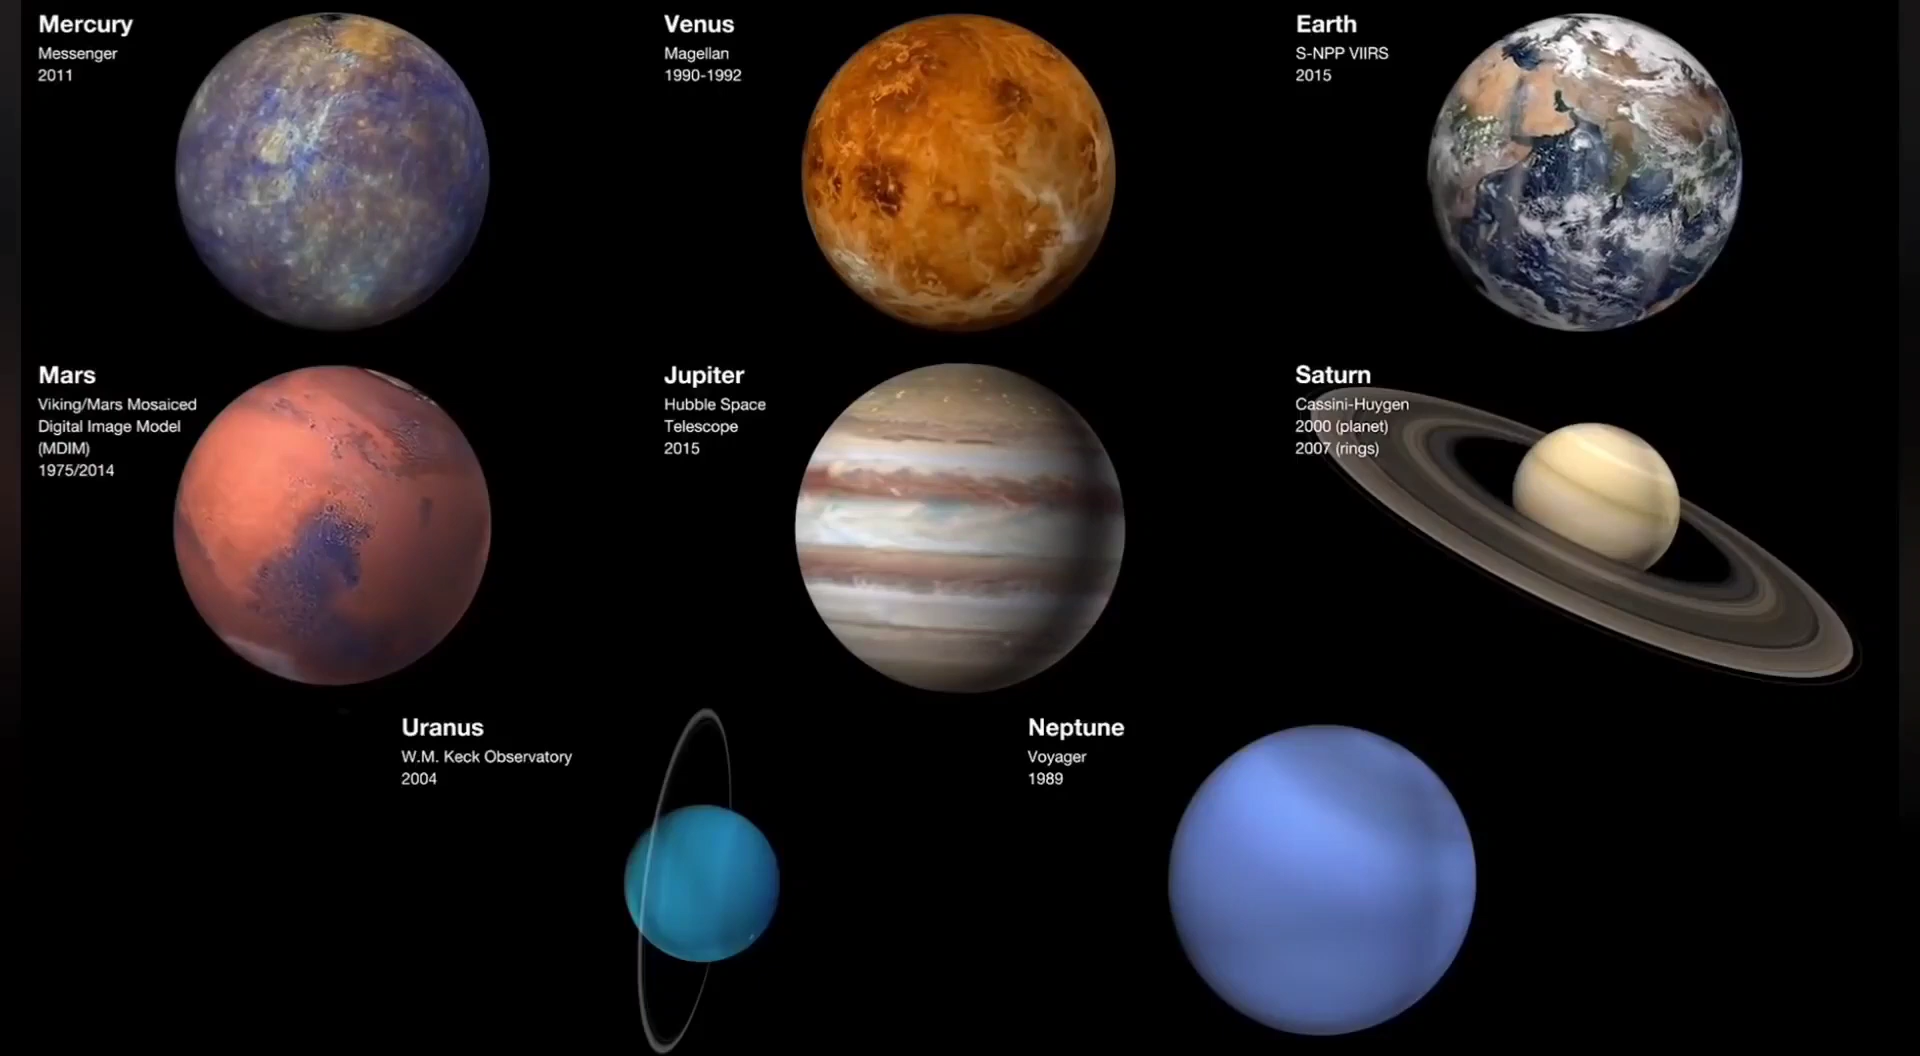 Mercury
Messenger
2011
Venus
Magellan
1990-1992
Earth
S-NPP VIIRS
2015
Mars
Viking/Mars Mosaiced
Digital Image Model
(MDIM)
1975/2014
Jupiter
Hubble Space
Telescope
2015
Saturn
Cassini-Huygen
2000 (planet)
2007 (rings)
Uranus
W.M. Keck Observatory
2004
Neptune
Voyager
1989